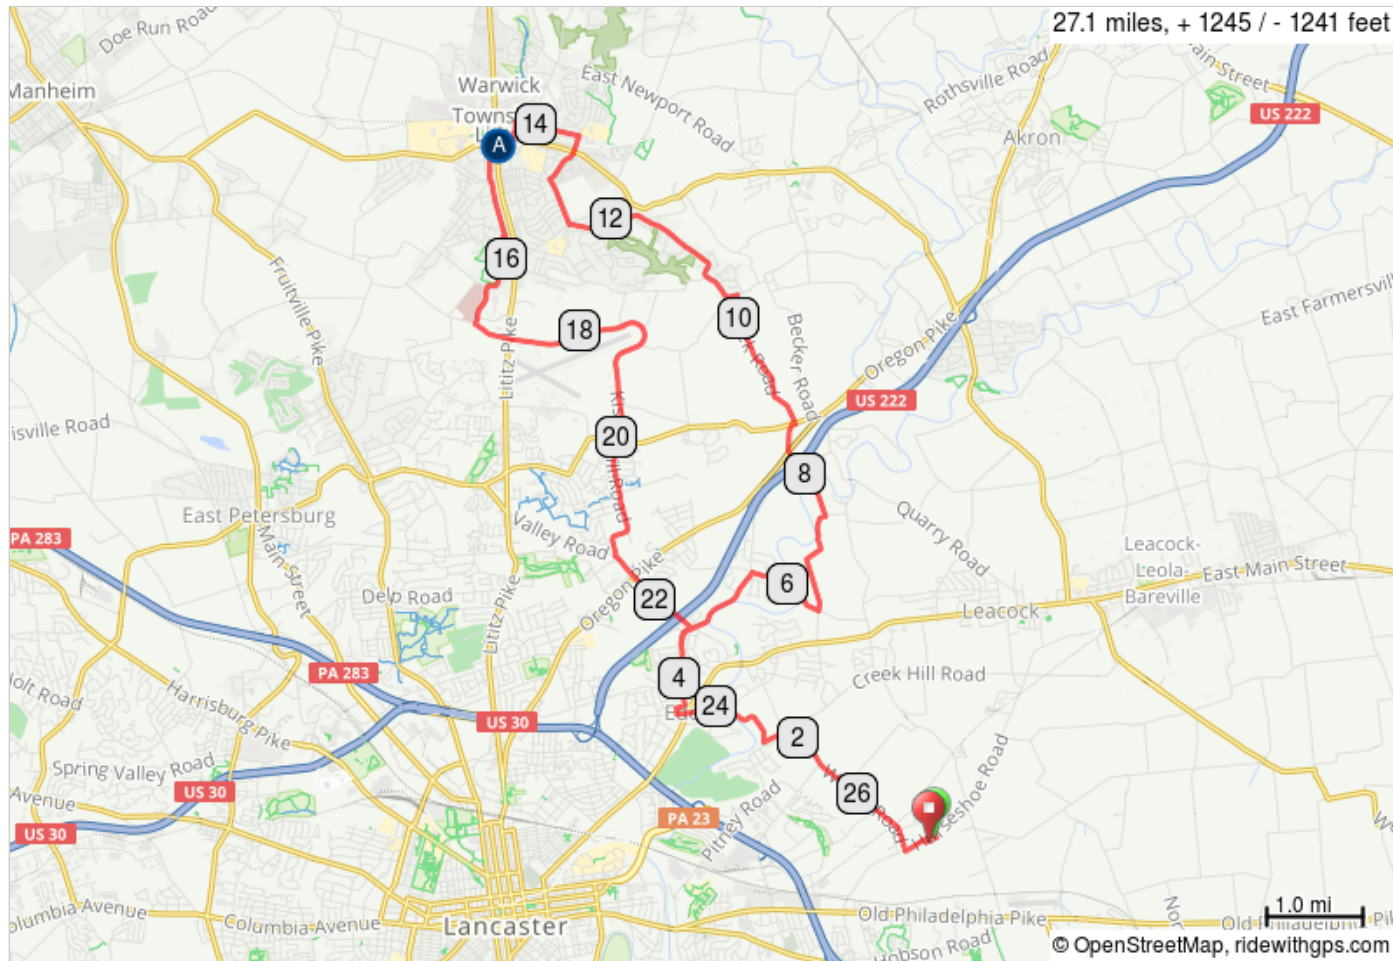 27.1 miles, + 1245 / - 1241 feet
Doe Run Road
Main Street
Manheim
Warwick
East Newport Road
Rothsville Road
US 222
Akron
14
A
12
16
Fruitville Pike
18
10
Becker Road
Oregon Pike
East Farmersvill
Lititz Pike
US 222
isville Road
20
8
East Petersburg
Valley Road
Quarry Road
PA 283
Main Street
Leacock-
Leola-
Bareville
East Main Street
Delp Road
Lititz Pike
Oregon Pike
22
6
Leacock
PA 283
4
Creek Hill Road
Harrisburg Pike
24
US 30
2
Spring Valley Road
US 30
26
Horseshoe Road
Avenue
US 30
PA 23
Pitney Road
Road
olumbia Avenue
Columbia Avenue
Lancaster
Old Philadelphia Pike
1.0 mi
Hobson Road
© OpenStreetMap, ridewithgps.com